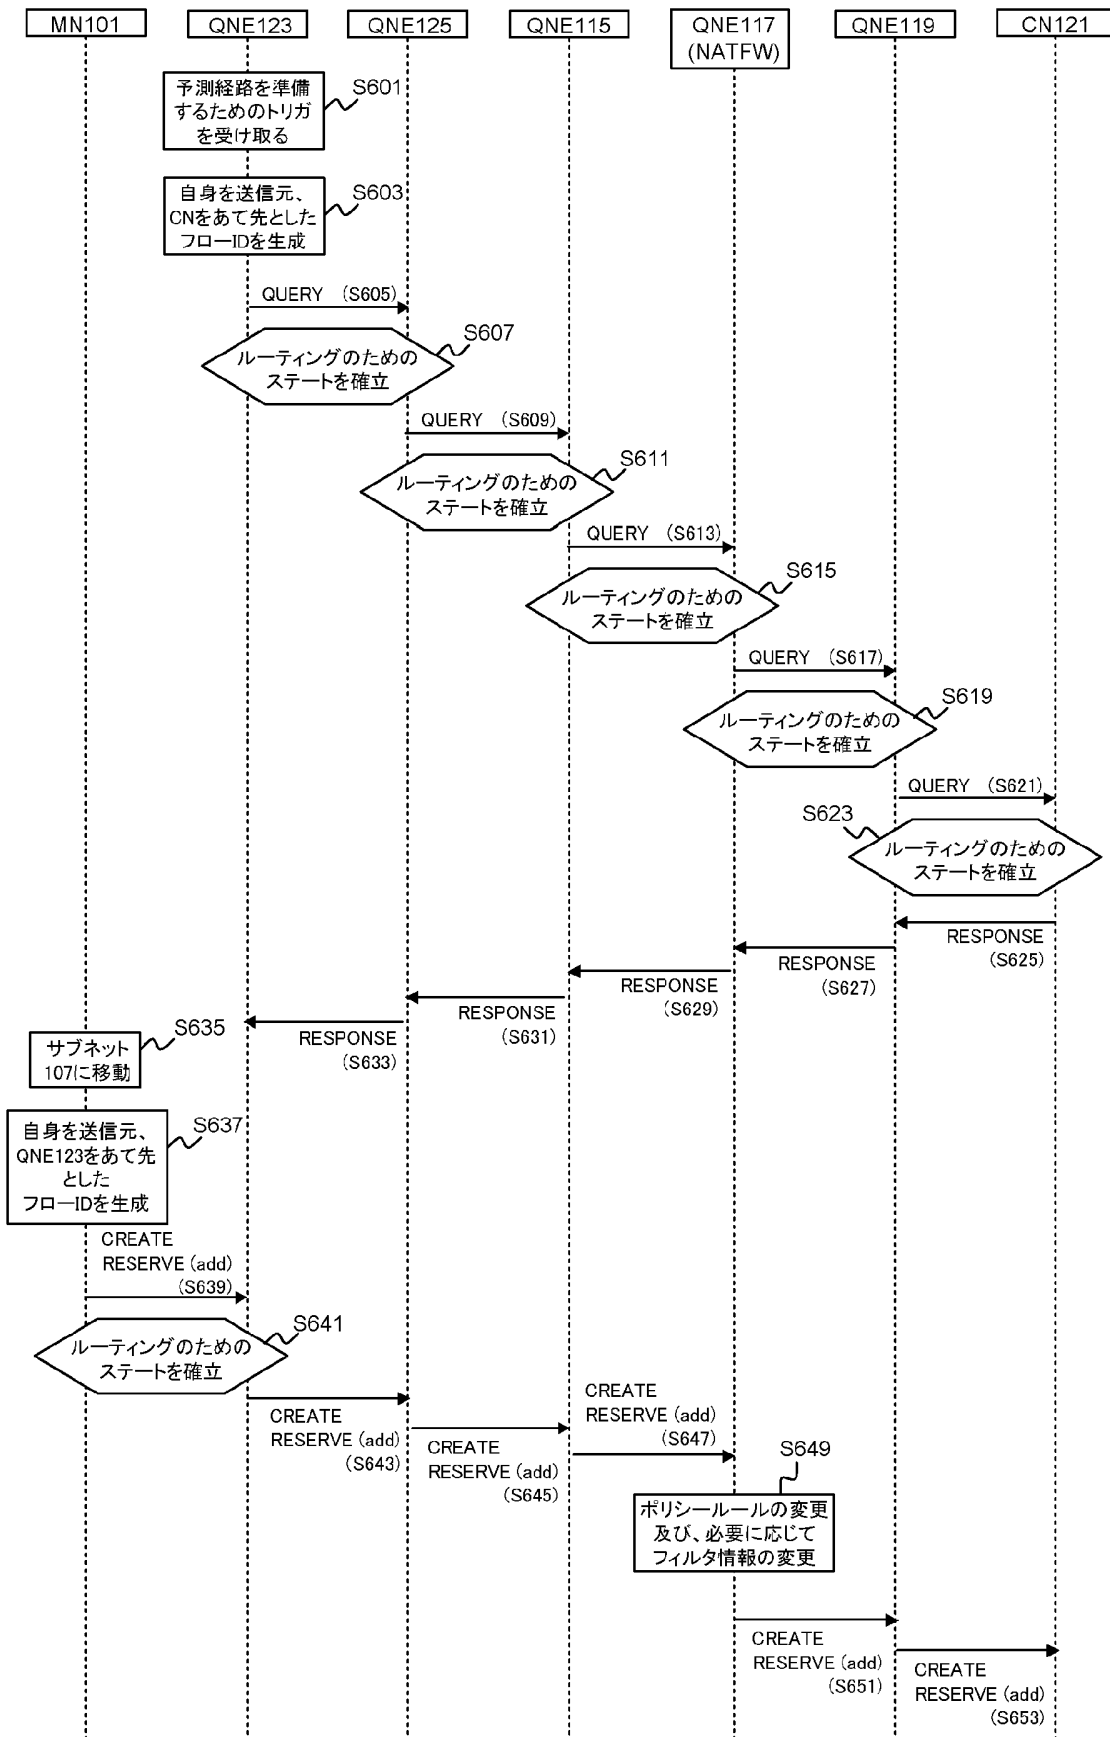 MN101
QNE123
QNE125
QNE115
QNE117
(NATFW)
QNE119
CN121
予測経路を準備
するためのトリガ
を受け取る
S601
自身を送信元、
CNをあて先とした
フローIDを生成
S603
QUERY (S605)
S607
ルーティングのための
ステートを確立
QUERY (S609)
S611
ルーティングのための
ステートを確立
QUERY (S613)
S615
ルーティングのための
ステートを確立
QUERY (S617)
S619
ルーティングのための
ステートを確立
QUERY (S621)
S623
ルーティングのための
ステートを確立
RESPONSE
(S625)
RESPONSE
(S627)
RESPONSE
(S629)
RESPONSE
(S631)
RESPONSE
(S633)
S635
サブネット
107に移動
S637
自身を送信元、
QNE123をあて先
とした
フローIDを生成
CREATE
RESERVE (add)
(S639)
S641
ルーティングのための
ステートを確立
CREATE
RESERVE (add)
(S643)
CREATE
RESERVE (add)
(S645)
CREATE
RESERVE (add)
(S647)
S649
ポリシールールの変更
及び、必要に応じて
フィルタ情報の変更
CREATE
RESERVE (add)
(S651)
CREATE
RESERVE (add)
(S653)